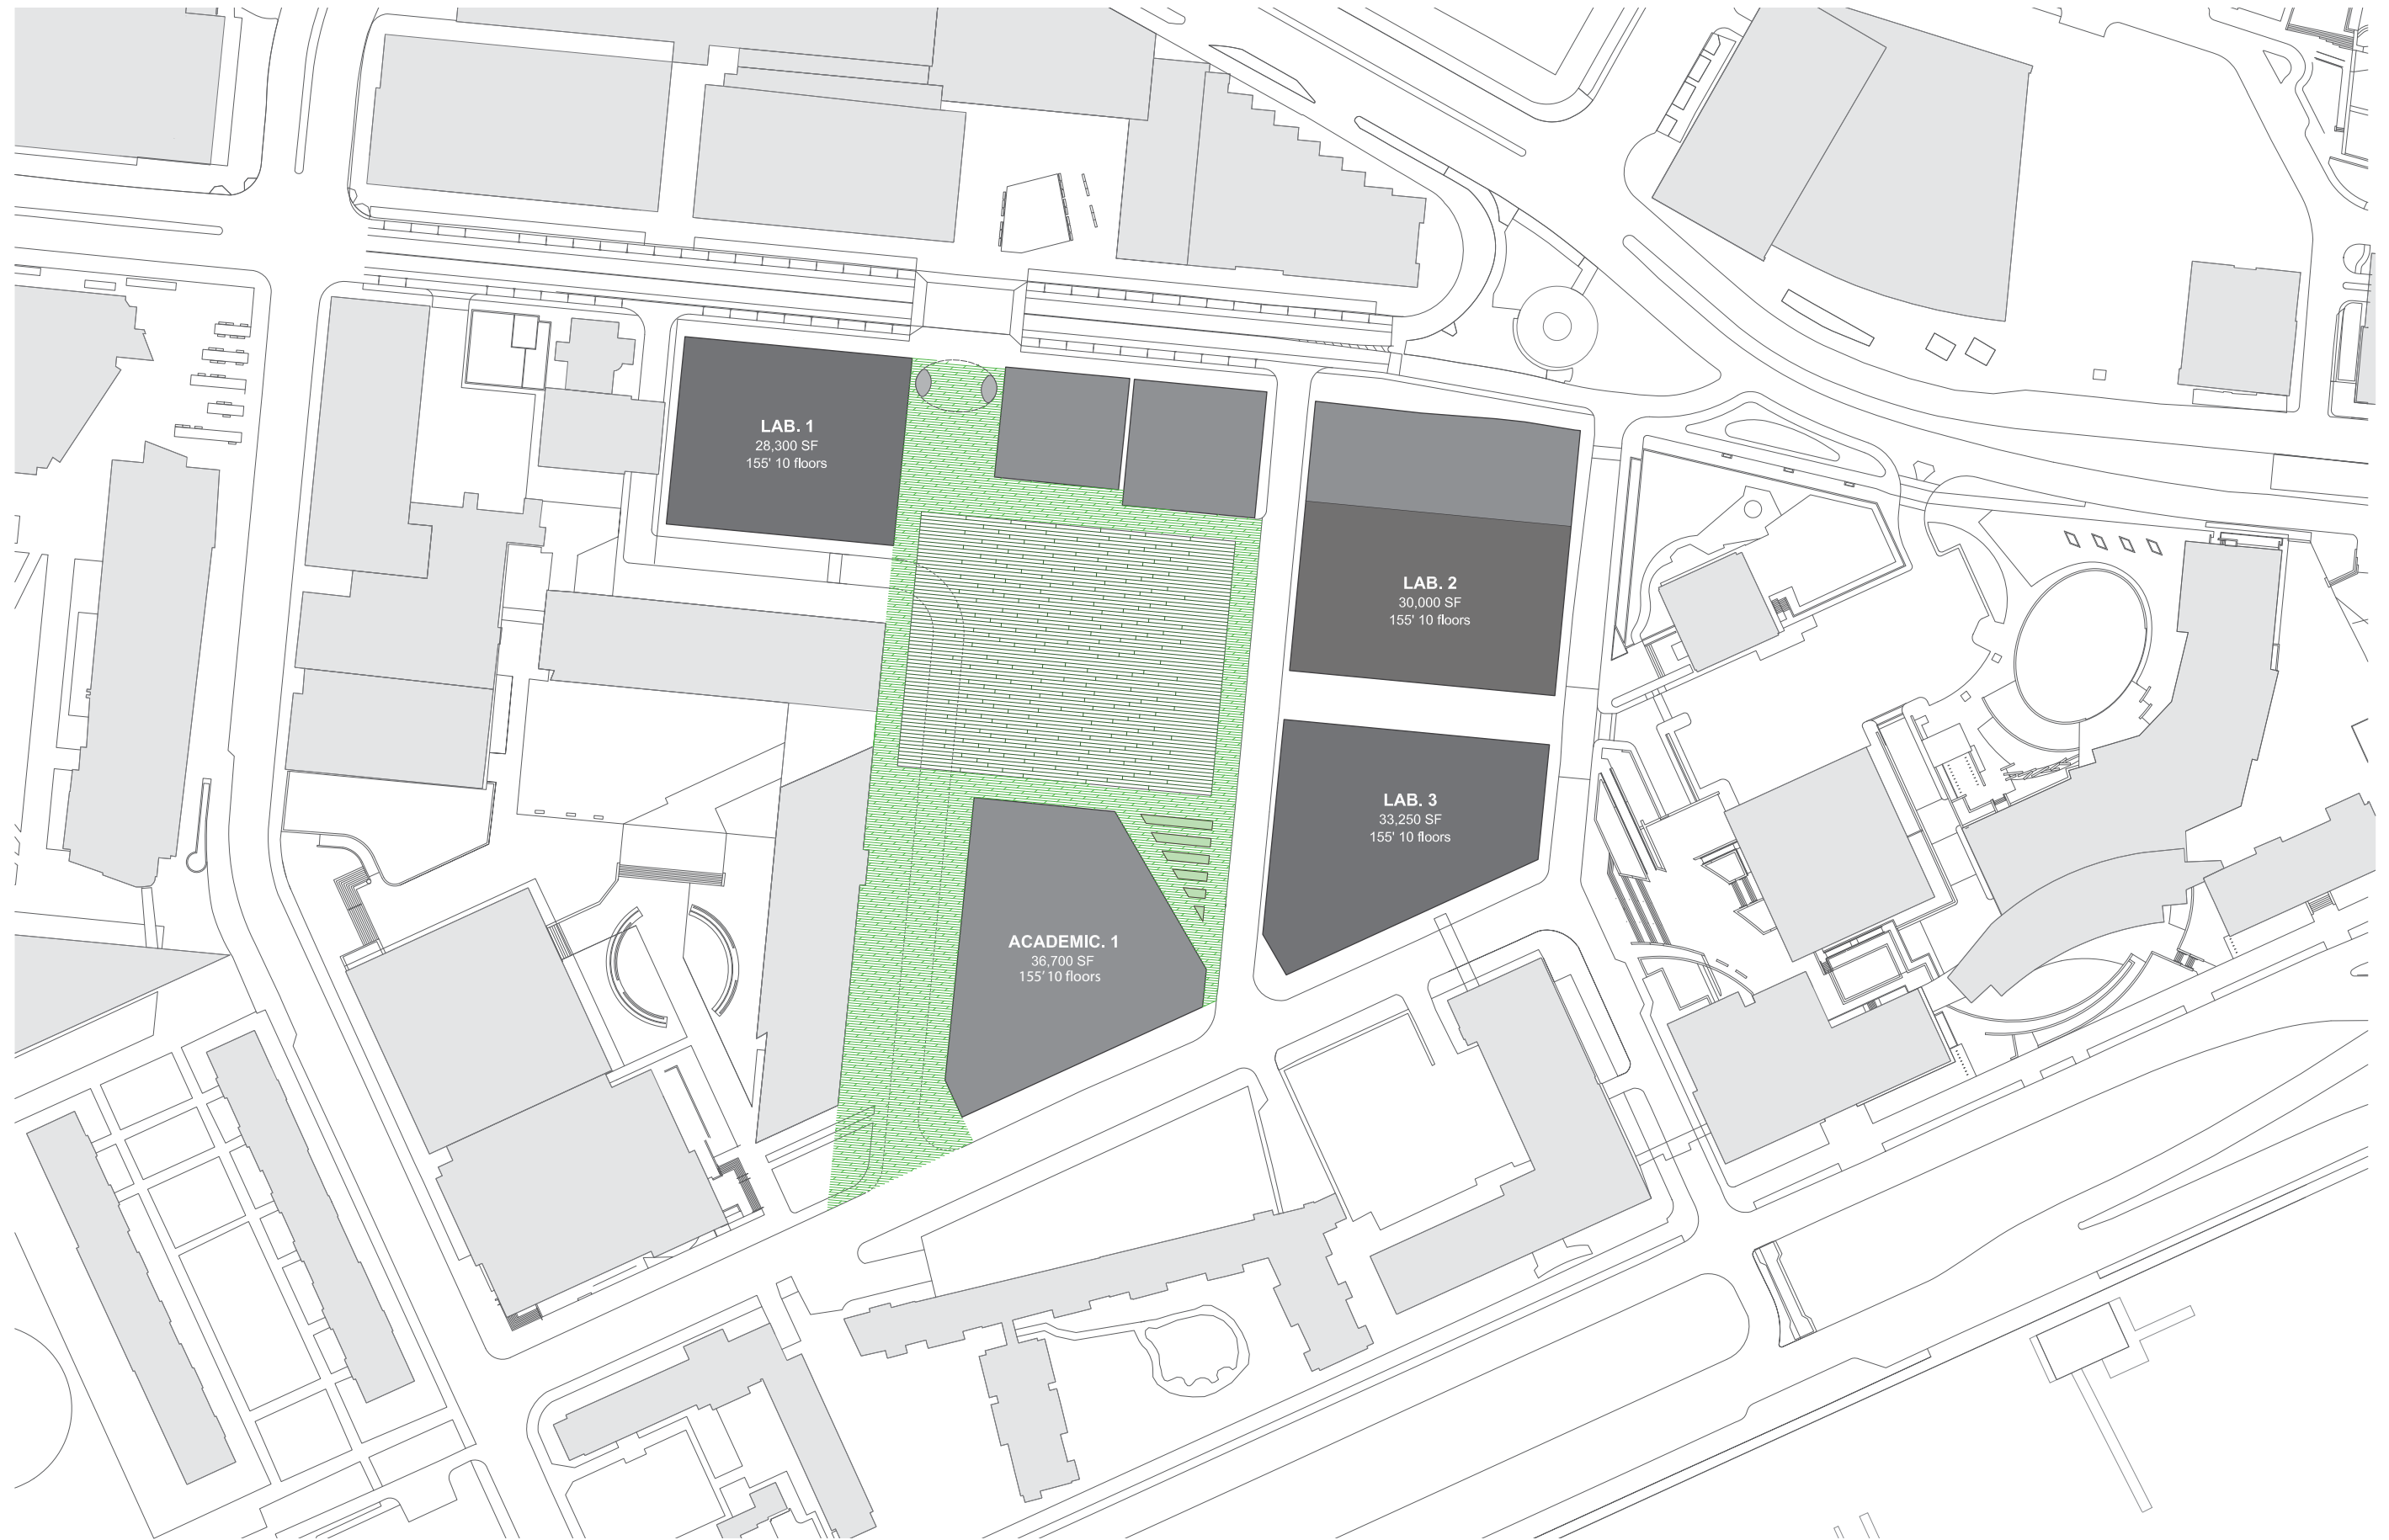 LAB. 1
28,300 SF
155' 10 floors
LAB. 2
30,000 SF
155' 10 floors
LAB. 3
33,250 SF
155' 10 floors
ACADEMIC. 1
36,700 SF
155' 10 floors